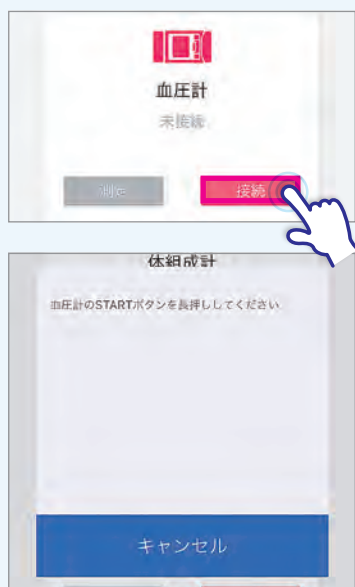 血圧計
未接続
測定
接続
体組成計
血圧計のSTARTボタンを長押ししてください
キャンセル